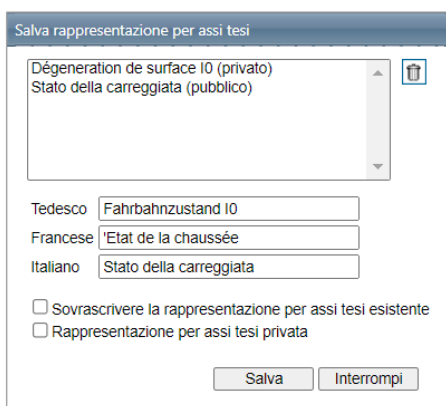 Salva rappresentazione per assi tesi
Dégeneration de surface I0 (privato)
Stato della carreggiata (pubblico)
Tedesco Fahrbahnzustand I0
Francese 'Etat de la chaussée
Italiano Stato della carreggiata
Sovrascrivere la rappresentazione per assi tesi esistente
Rappresentazione per assi tesi privata
Salva Interrompi